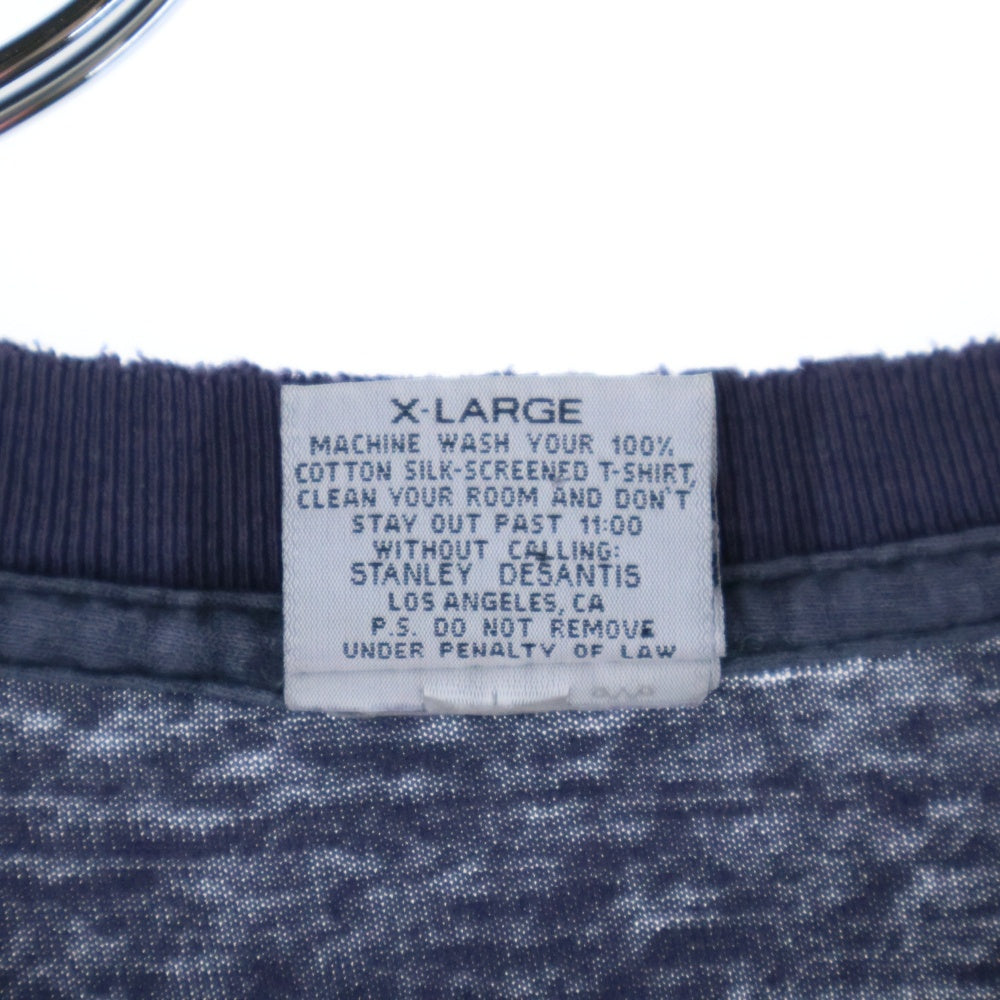 X-LARGE
MACHINE WASH YOUR 100%
COTTON SILK-SCREENED T-SHIRT,
CLEAN YOUR ROOM AND DON'T
STAY OUT PAST 11:00
WITHOUT CALLING:
STANLEY DESANTIS
LOS ANGELES, CA
P.S. DO NOT REMOVE
UNDER PENALTY OF LAW